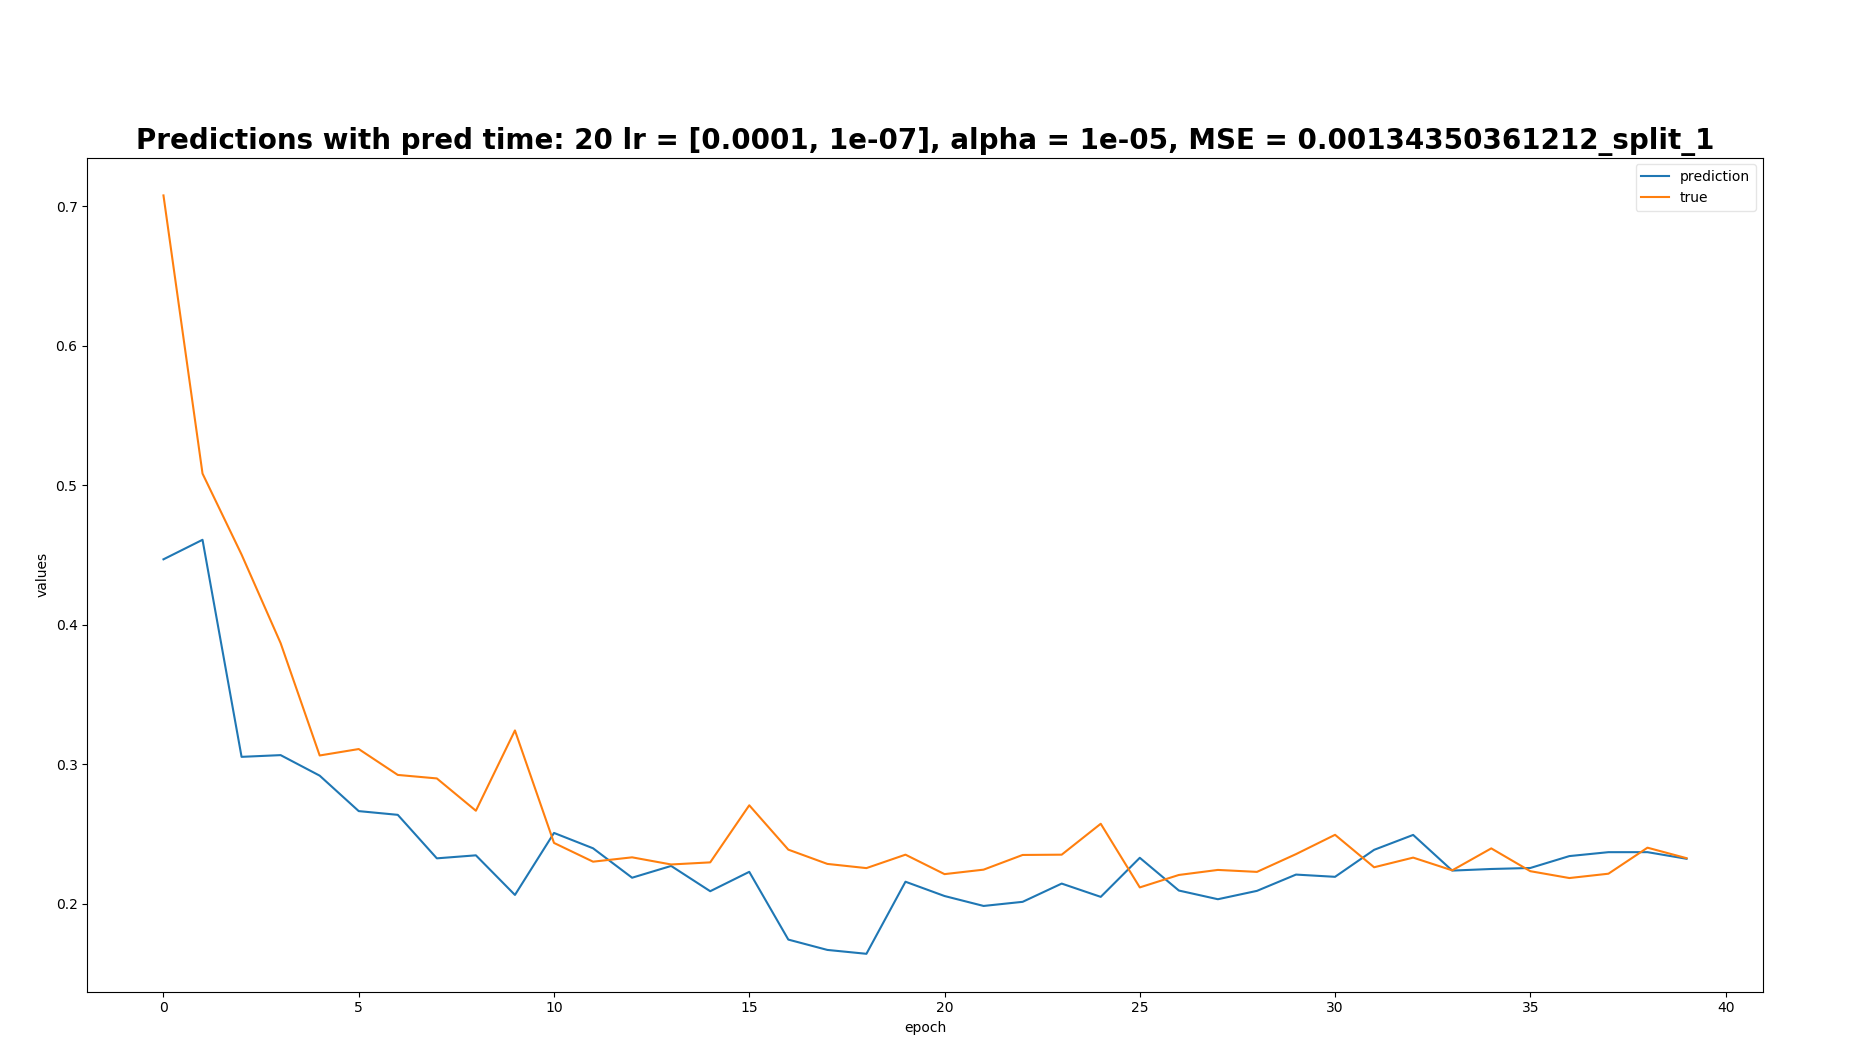 Predictions with pred time: 20 lr = [0.0001, 1e-07], alpha = 1e-05, MSE = 0.00134350361212_split_1
prediction
true
0.7
0.6
0.5
0.4
0.3
0.2
values
0 5 10 15 20 25 30 35 40
epoch